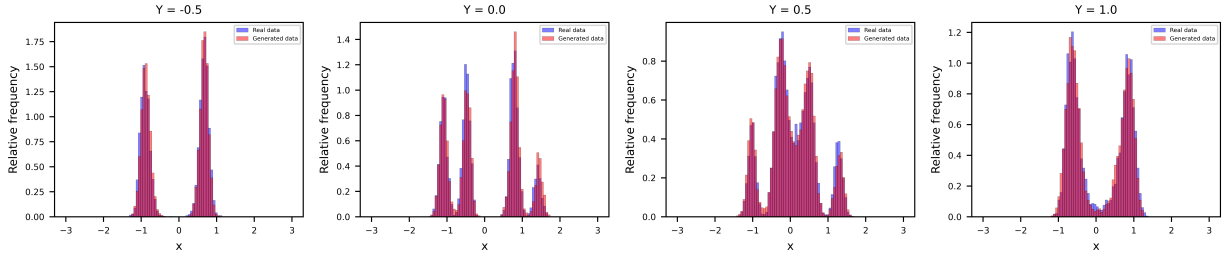 Y = -0.5
Real data
Generated data
Relative frequency
0.00
0.25
0.50
0.75
1.00
1.25
1.50
1.75
−3
−2
−1
0
1
2
3
x
Y = 0.0
Real data
Generated data
Relative frequency
0.0
0.2
0.4
0.6
0.8
1.0
1.2
1.4
−3
−2
−1
0
1
2
3
x
Y = 0.5
Real data
Generated data
Relative frequency
0.0
0.2
0.4
0.6
0.8
−3
−2
−1
0
1
2
3
x
Y = 1.0
Real data
Generated data
Relative frequency
0.0
0.2
0.4
0.6
0.8
1.0
1.2
−3
−2
−1
0
1
2
3
x